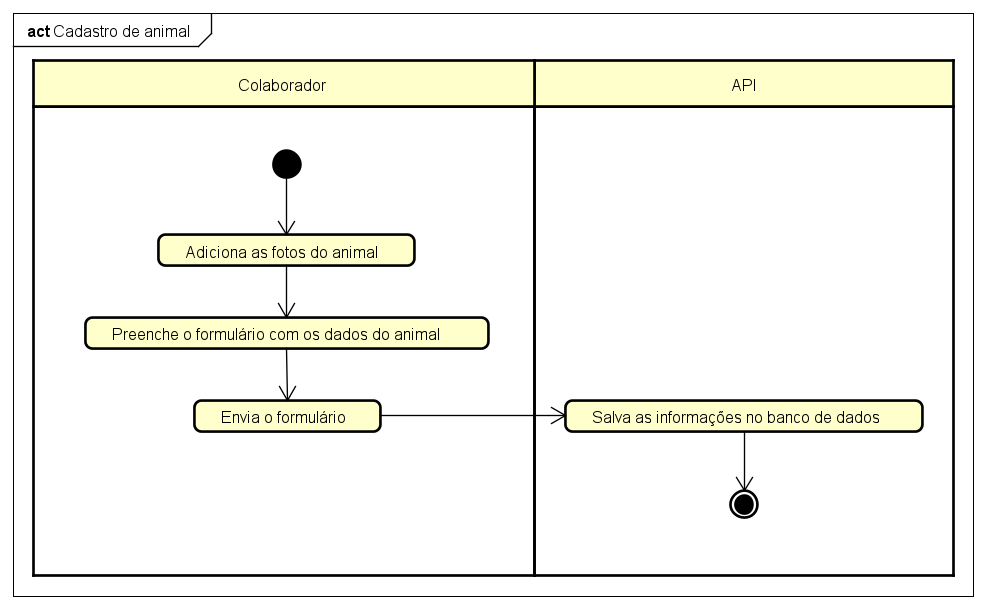 act Cadastro de animal
Colaborador
API
Adiciona as fotos do animal
Preenche o formulário com os dados do animal
Envia o formulário
Salva as informações no banco de dados